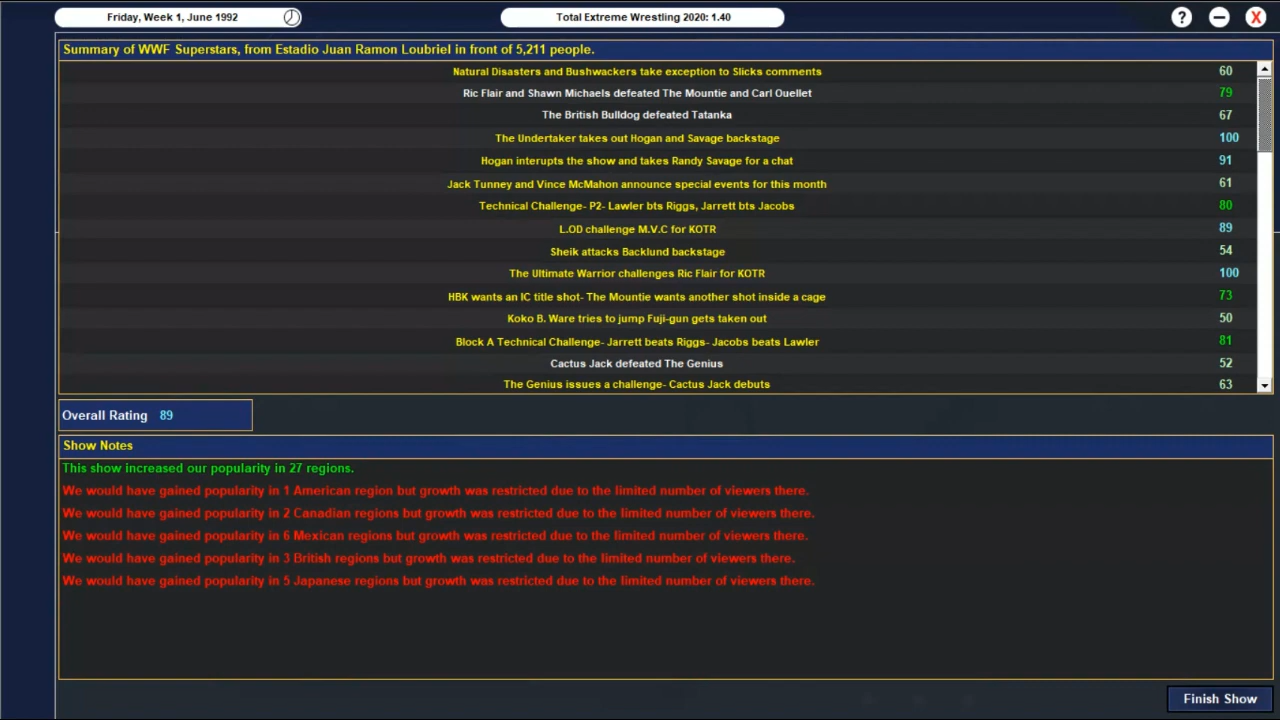 Friday, Week 1, June 1992
Total Extreme Wrestling 2020: 1.40
? X
Summary of WWF Superstars, from Estadio Juan Ramon Loubriel in front of 5,211 people.
Natural Disasters and Bushwackers take exception to Slicks comments 60
Ric Flair and Shawn Michaels defeated The Mountie and Carl Ouellet 79
The British Bulldog defeated Tatanka 67
The Undertaker takes out Hogan and Savage backstage 100
Hogan interupts the show and takes Randy Savage for a chat 91
Jack Tunney and Vince McMahon announce special events for this month 61
Technical Challenge- P2- Lawler bts Riggs, Jarrett bts Jacobs 80
L.OD challenge M.V.C for KOTR 89
Sheik attacks Backlund backstage 54
The Ultimate Warrior challenges Ric Flair for KOTR 100
HBK wants an IC title shot- The Mountie wants another shot inside a cage 73
Koko B. Ware tries to jump Fuji-gun gets taken out 50
Block A Technical Challenge- Jarrett beats Riggs- Jacobs beats Lawler 81
Cactus Jack defeated The Genius 52
The Genius issues a challenge- Cactus Jack debuts 63
Overall Rating 89
Show Notes
This show increased our popularity in 27 regions.
We would have gained popularity in 1 American region but growth was restricted due to the limited number of viewers there.
We would have gained popularity in 2 Canadian regions but growth was restricted due to the limited number of viewers there.
We would have gained popularity in 6 Mexican regions but growth was restricted due to the limited number of viewers there.
We would have gained popularity in 3 British regions but growth was restricted due to the limited number of viewers there.
We would have gained popularity in 5 Japanese regions but growth was restricted due to the limited number of viewers there.
Finish Show